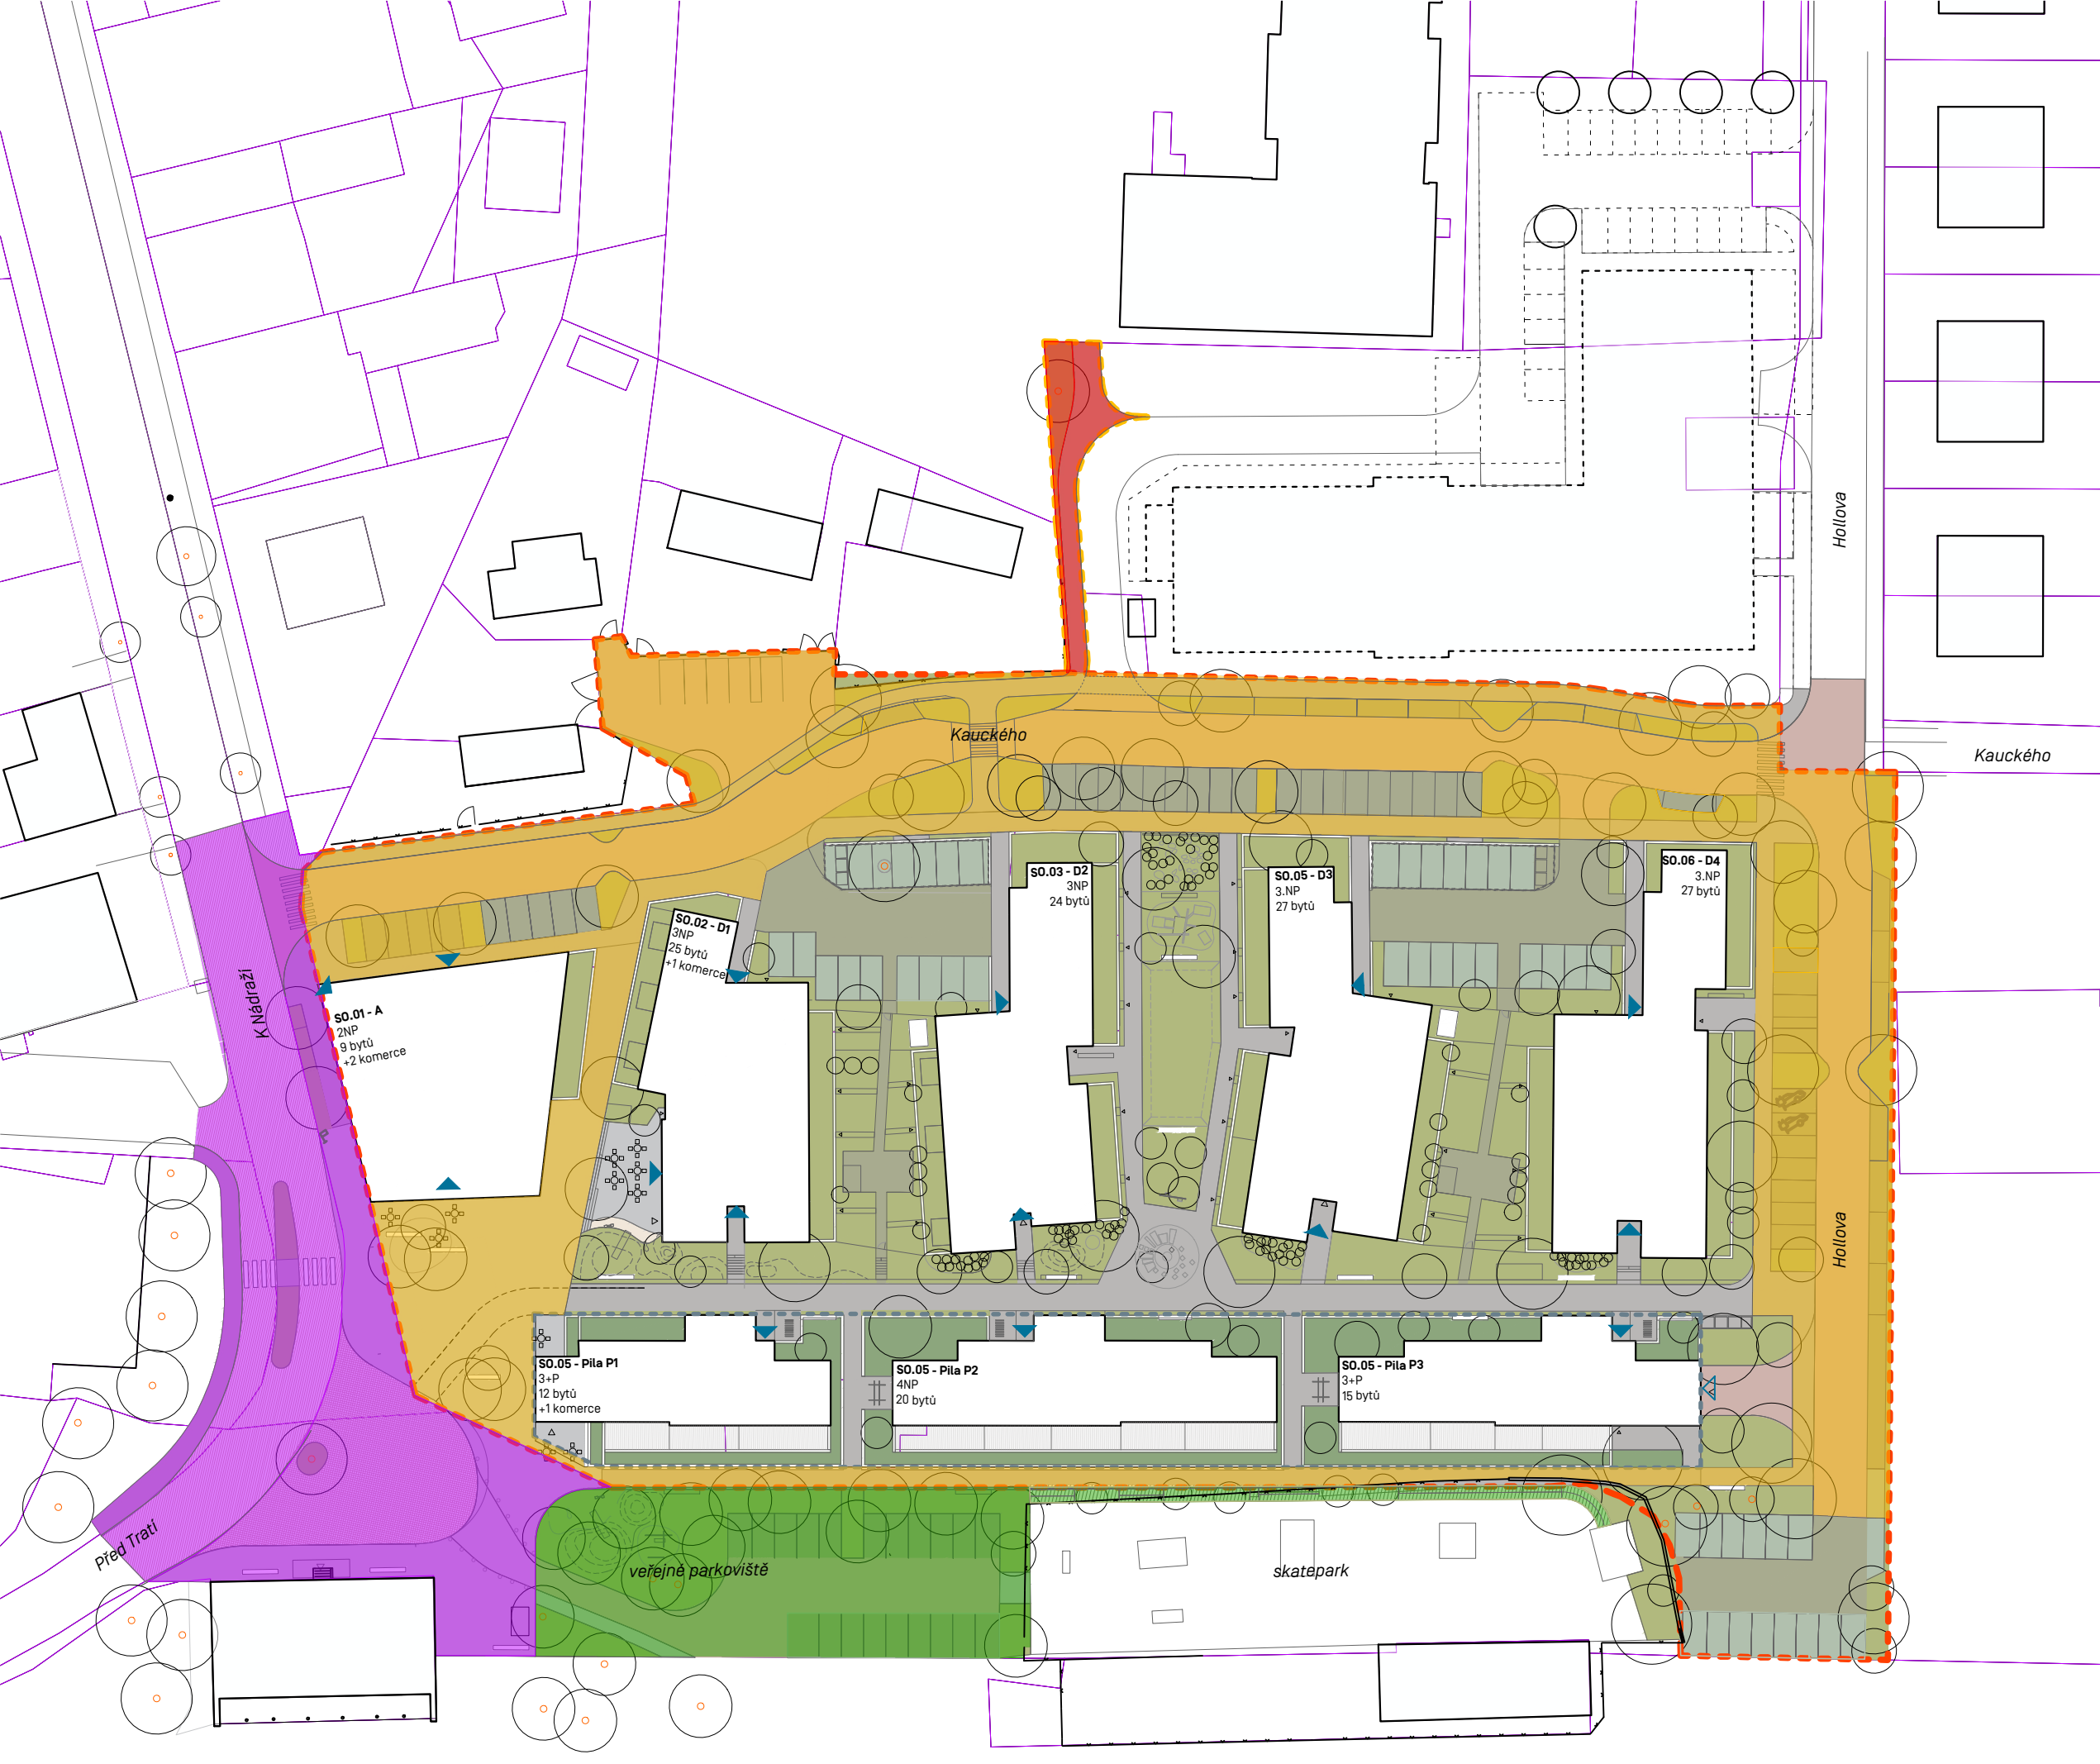 Hollova
Kauckého
Kauckého
SO.06 - D4
3.NP
27 bytů
SO.03 - D2
3NP
24 bytů
SO.05 - D3
3.NP
27 bytů
SO.02 - D1
3NP
25 bytů
+1 komerce
K Nádraží
SO.01 - A
2NP
9 bytů
+2 komerce
Hollova
SO.05 - Pila P1
3+P
12 bytů
+1 komerce
SO.05 - Pila P2
4NP
20 bytů
SO.05 - Pila P3
3+P
15 bytů
Před Tratí
veřejné parkoviště
skatepark